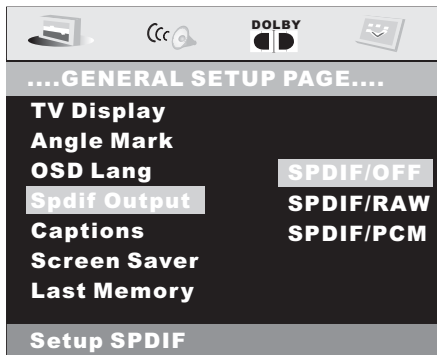 DOLBY
....GENERAL SETUP PAGE....
TV Display
Angle Mark
OSD Lang
SPDIF/OFF
Spdif Output
SPDIF/RAW
Captions
SPDIF/PCM
Screen Saver
Last Memory
Setup SPDIF